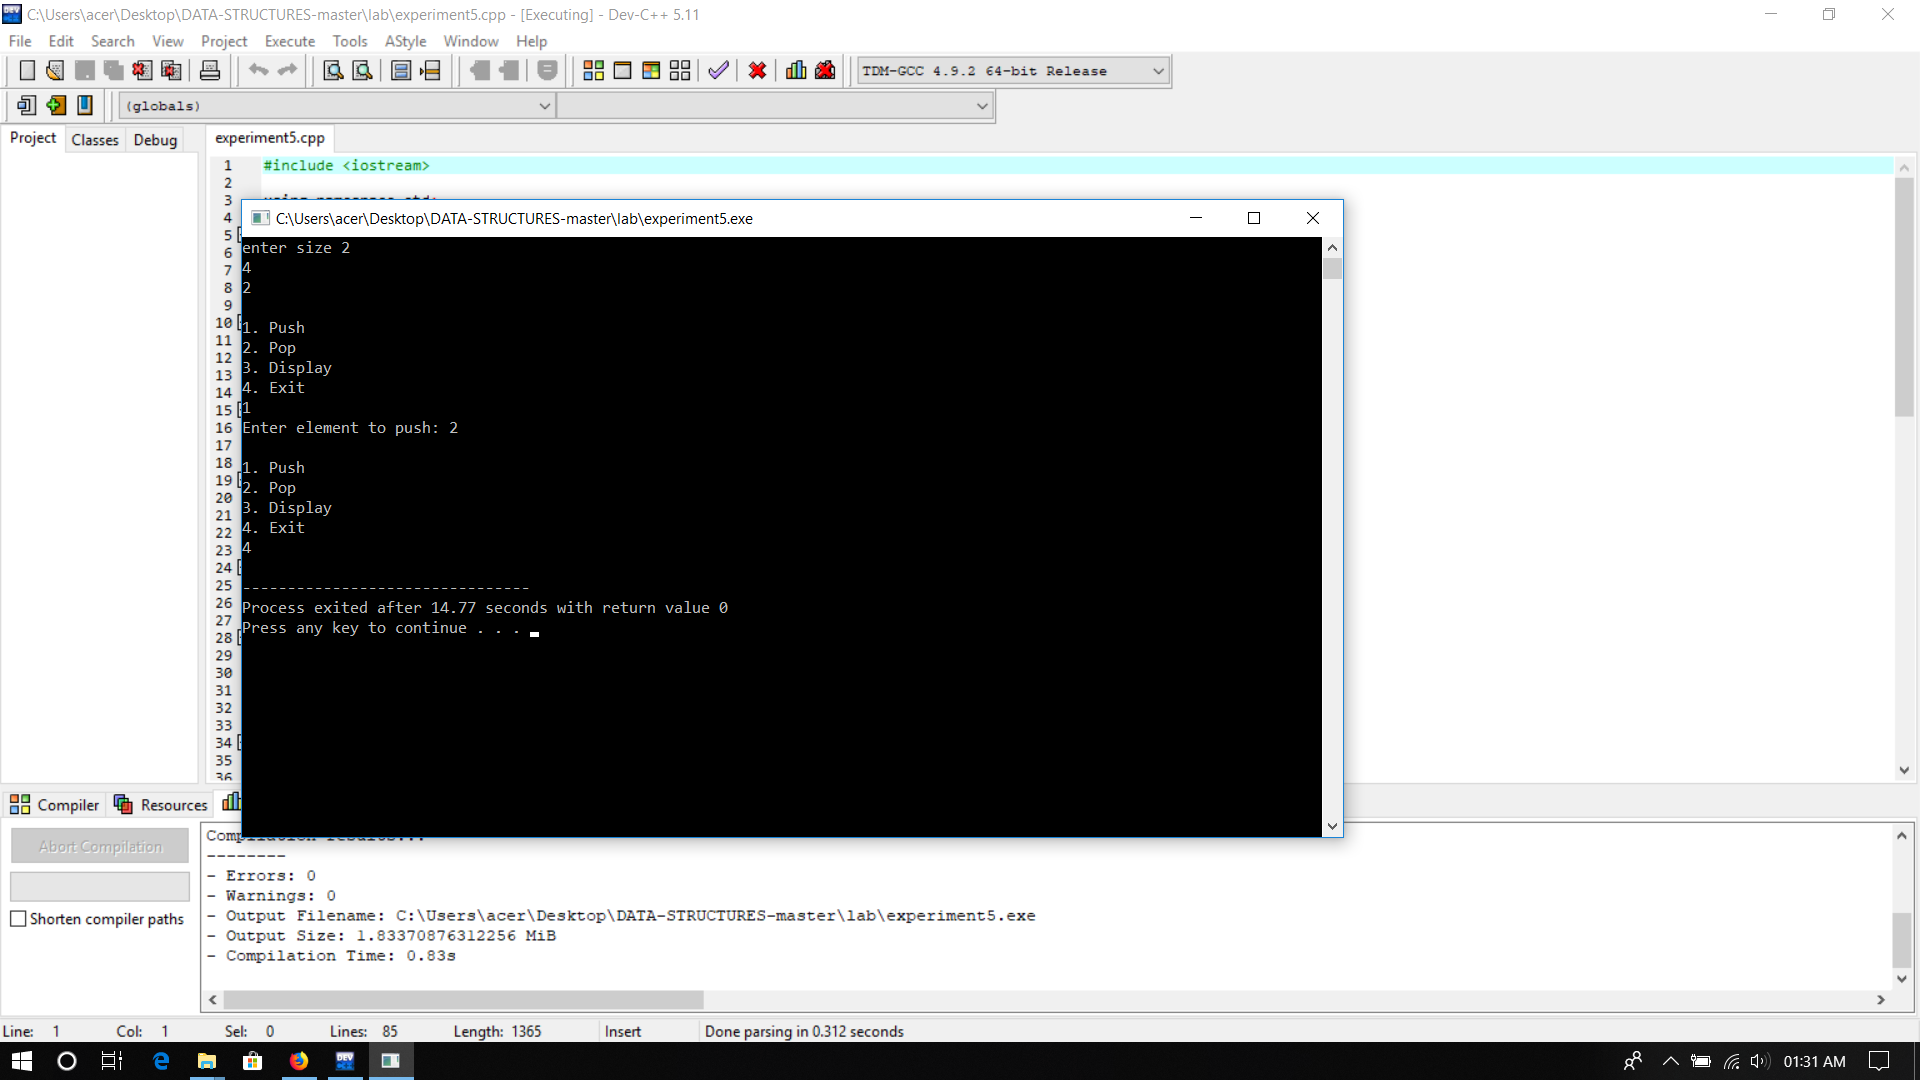 C:\Users\acer\Desktop\DATA-STRUCTURES-master\lab\experiment5.cpp - [Executing] - Dev-C++ 5.11
File Edit Search View Project Execute Tools AStyle Window Help
TDM-GCC 4.9.2 64-bit Release
(globals)
Project Classes Debug experiment5.cpp
1 #include <iostream>
2
3 using namespace std;
4
5
6
7
8
9
10
11
12
13
14
15
16
17
18
19
20
21
22
23
24
25
26
27
28
29
30
31
32
33
34
35
36
C:\Users\acer\Desktop\DATA-STRUCTURES-master\lab\experiment5.exe
enter size 2
4
2
1. Push
2. Pop
3. Display
4. Exit
1
Enter element to push: 2
1. Push
2. Pop
3. Display
4. Exit
4
--------------------------------
Process exited after 14.77 seconds with return value 0
Press any key to continue . . .
Compiler Resources
Abort Compilation
Shorten compiler paths
Compilation results...
--------
- Errors: 0
- Warnings: 0
- Output Filename: C:\Users\acer\Desktop\DATA-STRUCTURES-master\lab\experiment5.exe
- Output Size: 1.83370876312256 MiB
- Compilation Time: 0.83s
Line: 1 Col: 1 Sel: 0 Lines: 85 Length: 1365 Insert Done parsing in 0.312 seconds
DEV 01:31 AM